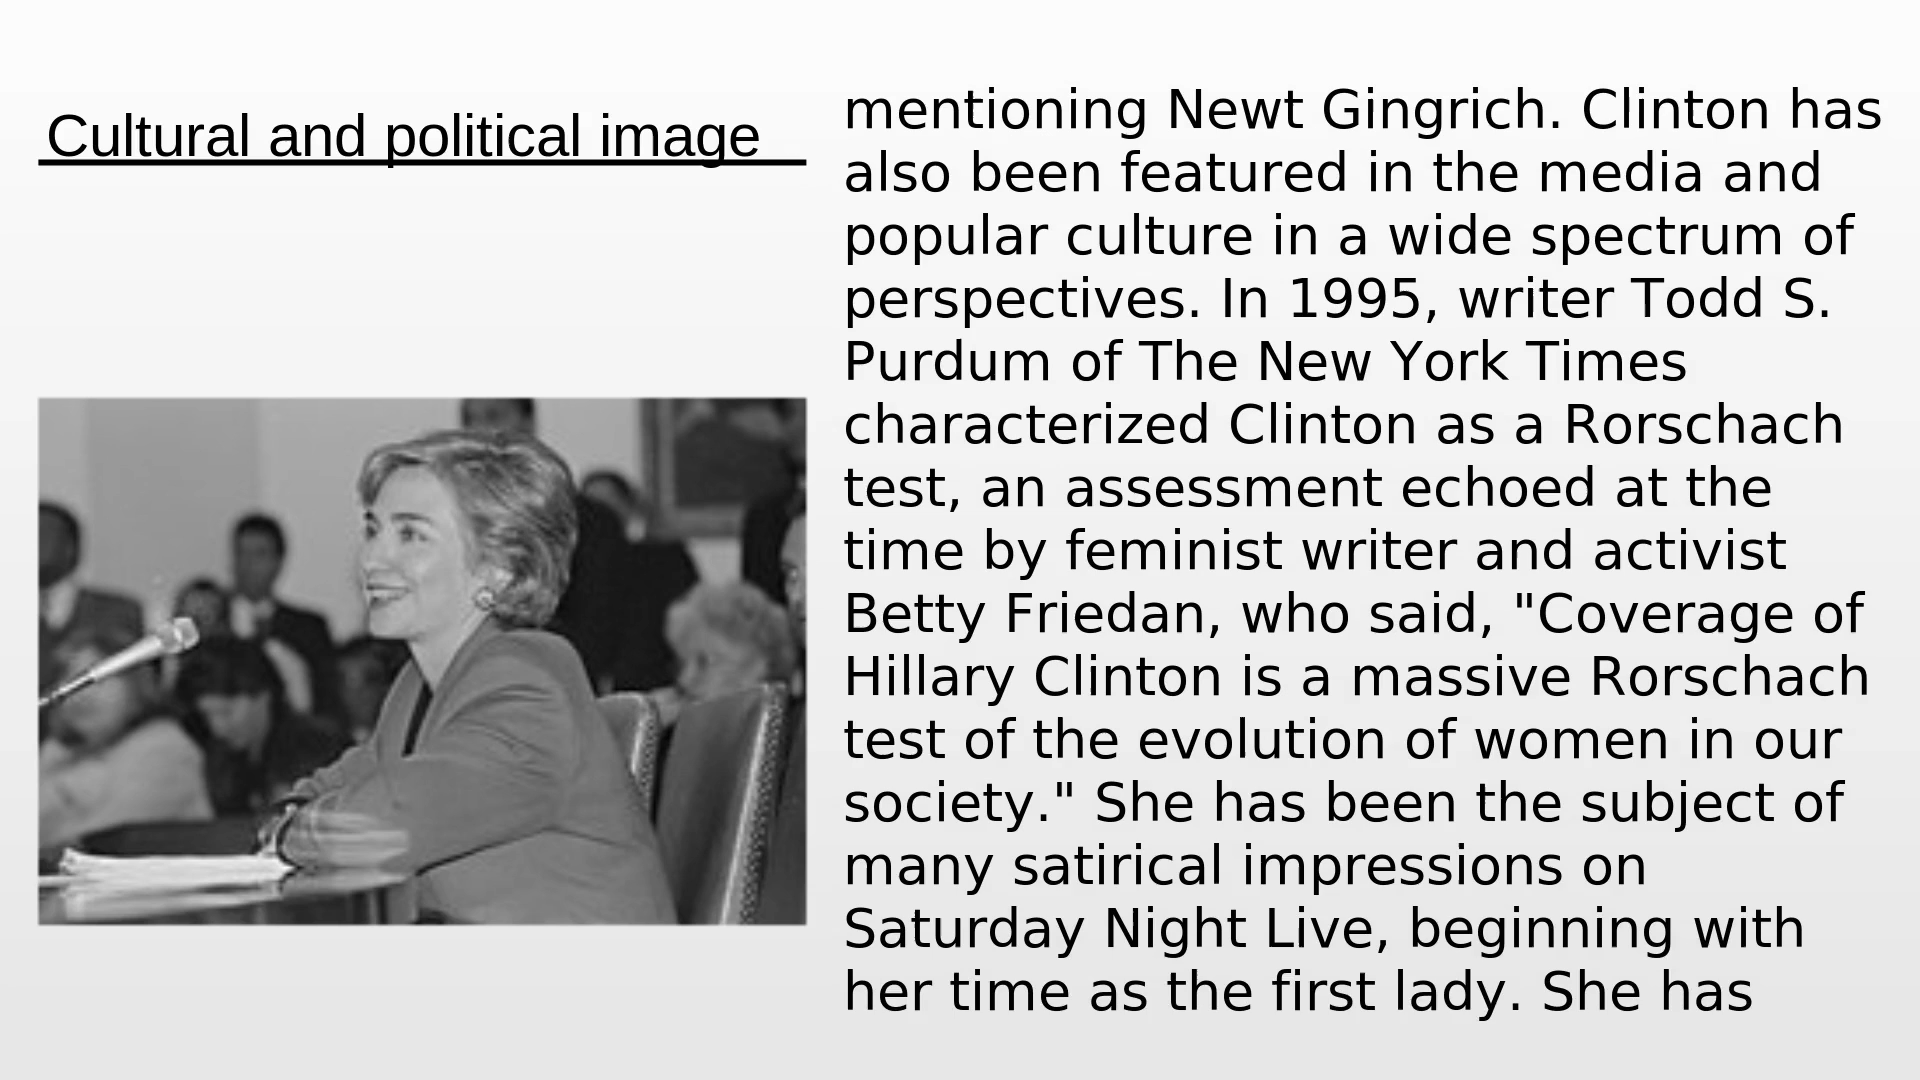 Cultural and political image
mentioning Newt Gingrich. Clinton has
also been featured in the media and
popular culture in a wide spectrum of
perspectives. In 1995, writer Todd S.
Purdum of The New York Times
characterized Clinton as a Rorschach
test, an assessment echoed at the
time by feminist writer and activist
Betty Friedan, who said, "Coverage of
Hillary Clinton is a massive Rorschach
test of the evolution of women in our
society." She has been the subject of
many satirical impressions on
Saturday Night Live, beginning with
her time as the first lady. She has